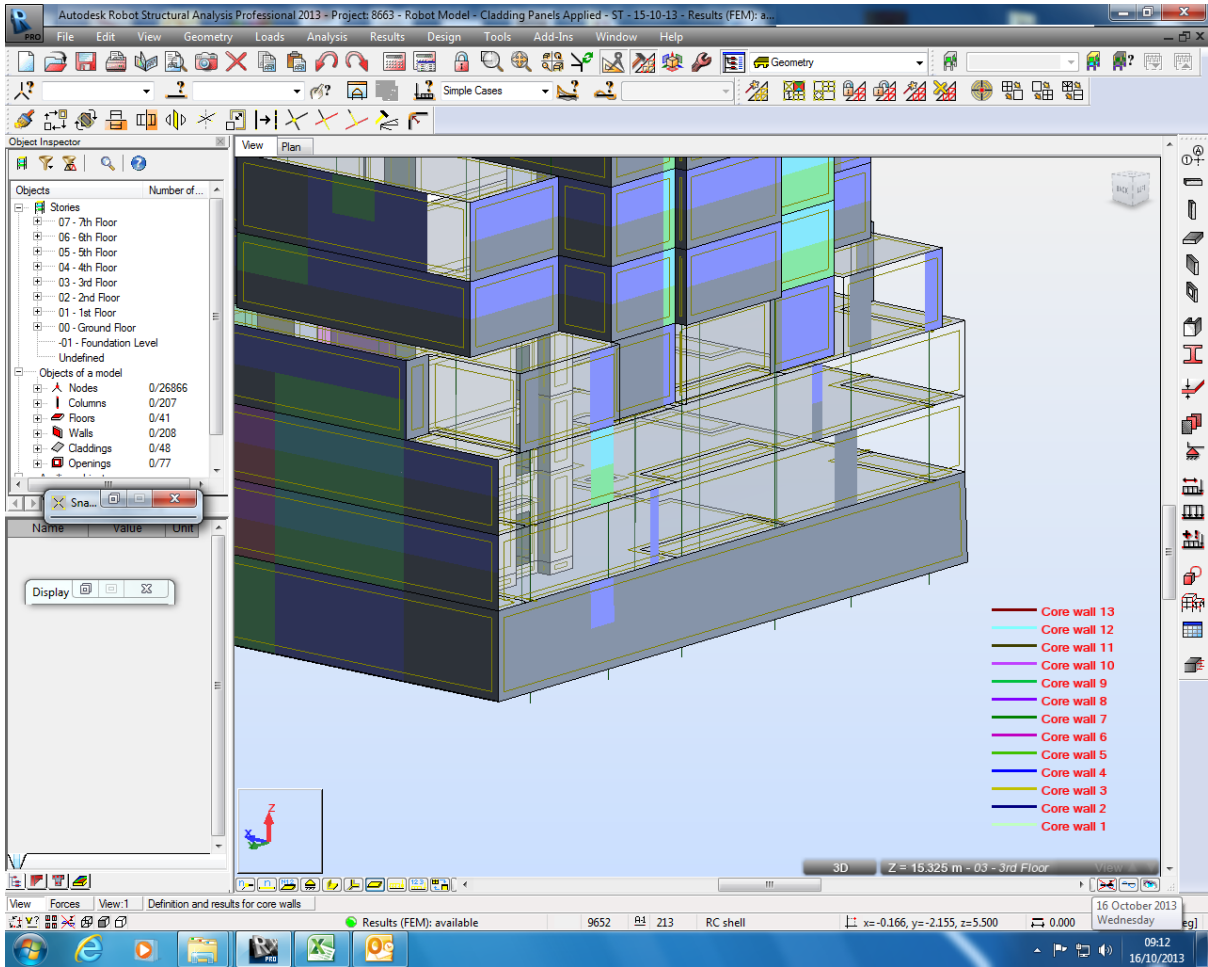 Autodesk Robot Structural Analysis Professional 2013 - Project: 8663 - Robot Model - Cladding Panels Applied - ST - 15-10-13 - Results (FEM): a...
PRO
File Edit View Geometry Loads Analysis Results Design Tools Add-Ins Window Help
Geometry
Simple Cases
Object Inspector
View Plan
Objects Number of...
Stories
07 - 7th Floor
06 - 6th Floor
05 - 5th Floor
04 - 4th Floor
03 - 3rd Floor
02 - 2nd Floor
01 - 1st Floor
00 - Ground Floor
-01 - Foundation Level
Undefined
Objects of a model
Nodes 0/26866
Columns 0/207
Floors 0/41
Walls 0/208
Claddings 0/48
Openings 0/77
Sna...
Name Value Unit
Display
BACK LEFT
Core wall 13
Core wall 12
Core wall 11
Core wall 10
Core wall 9
Core wall 8
Core wall 7
Core wall 6
Core wall 5
Core wall 4
Core wall 3
Core wall 2
Core wall 1
Z
X
3D Z = 15.325 m - 03 - 3rd Floor
View
View Forces View:1 Definition and results for core walls
16 October 2013
Wednesday
Results (FEM): available 9652 213 RC shell x=-0.166, y=-2.155, z=5.500 0.000 eg]
PRO
09:12
16/10/2013